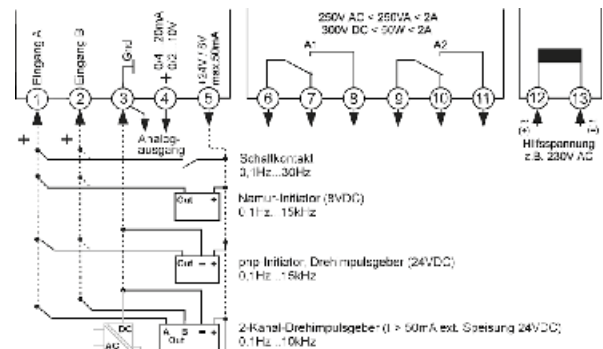 Eingang A
Eingang B
Gnd
0/4 20mA
0/2 10V
+24V / 8V
max.50mA
250V AC < 250VA < 2A
300V DC < 50W < 2A
A1
A2
1
2
3
4
5
6
7
8
9
10
11
12
13
+
+
Analog-
ausgang
(+)
(–)
Hilfsspannung
z.B. 230V AC
Schaltkontakt
0,1Hz...30Hz
Out
+
Namur-Initiator (8VDC)
0,1Hz...15kHz
Out
–
+
pnp Initiator, Drehimpulsgeber (24VDC)
0,1Hz...15kHz
DC
AC
A
B
–
+
Out
2-Kanal-Drehimpulsgeber (I > 50mA ext. Speisung 24VDC)
0,1Hz...10kHz